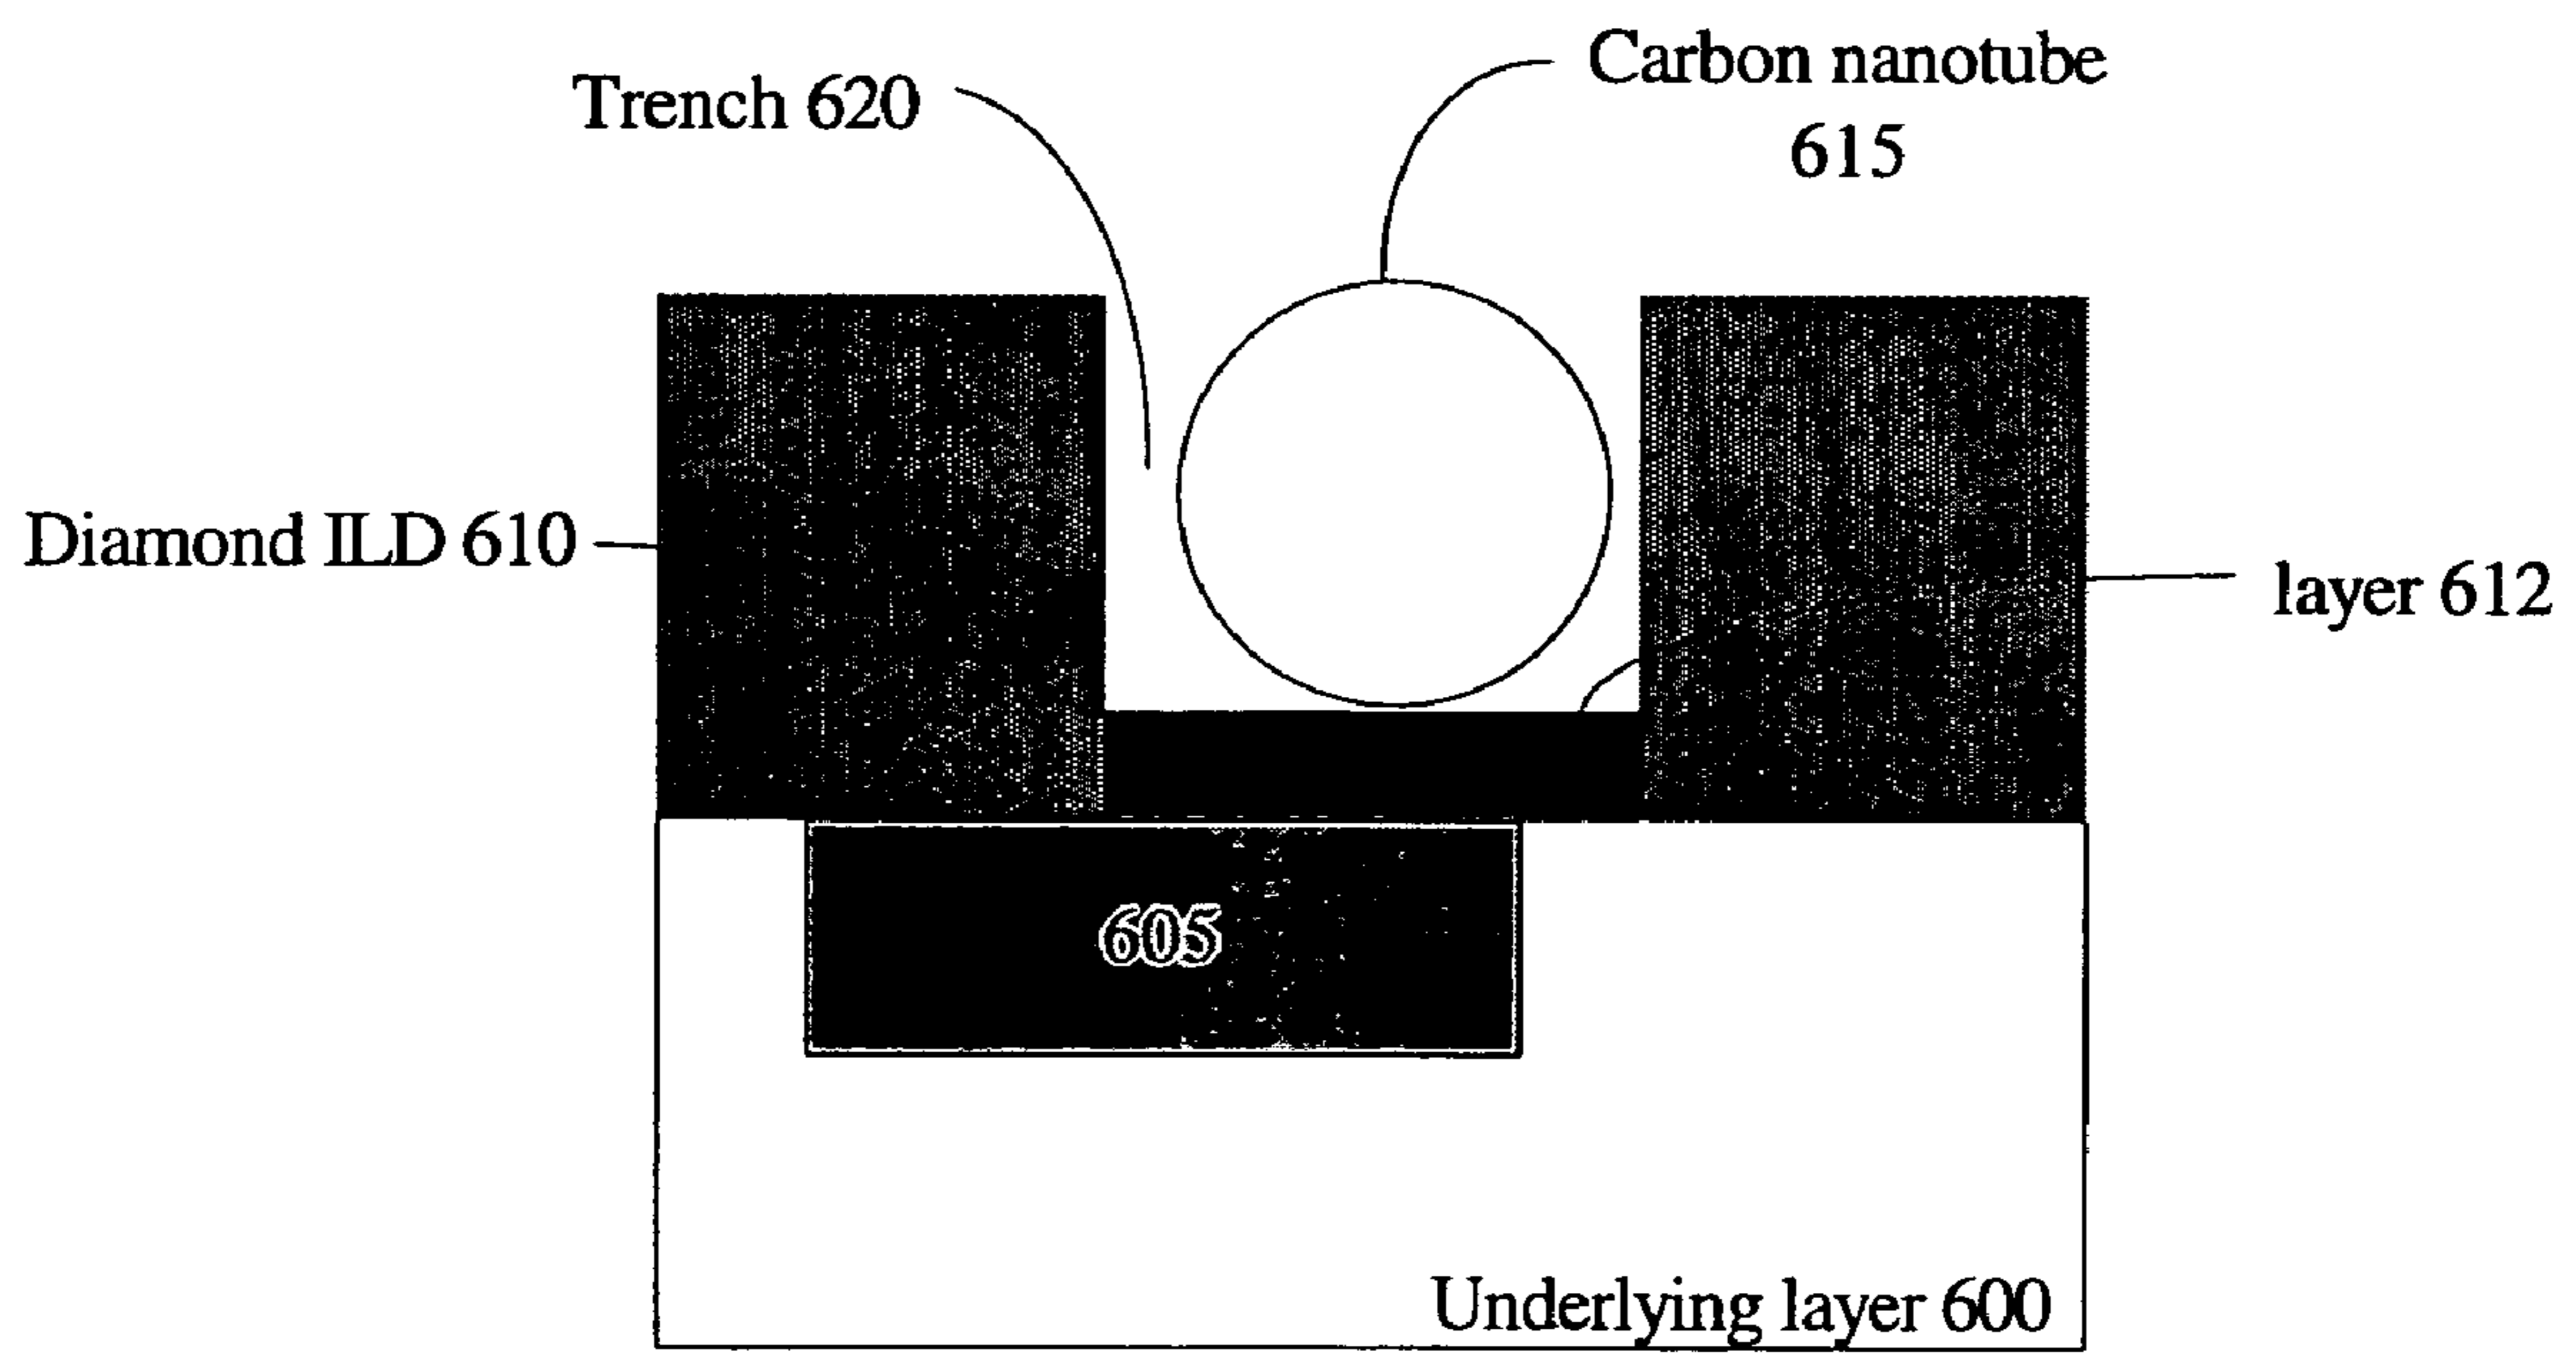 Carbon nanotube
615
Trench 620
Diamond ILD 610
layer 612
605
Underlying layer 600